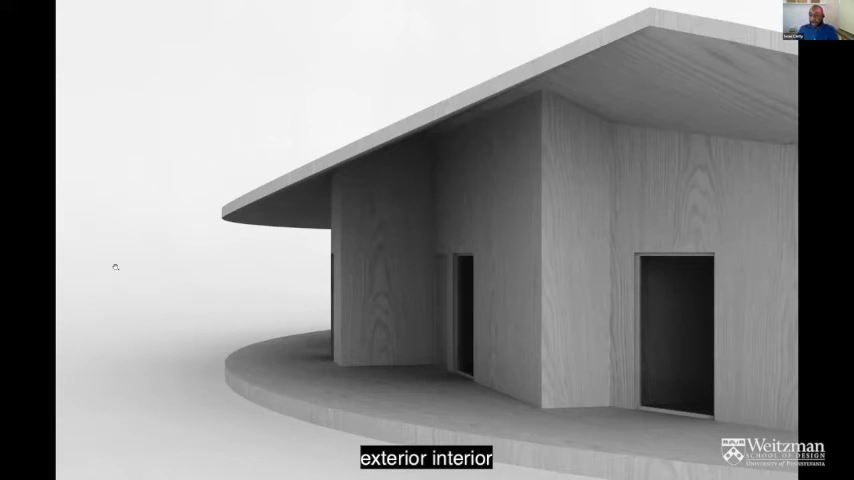 exterior interior
Weitzman
SCHOOL OF DESIGN
UNIVERSITY of PENNSYLVANIA